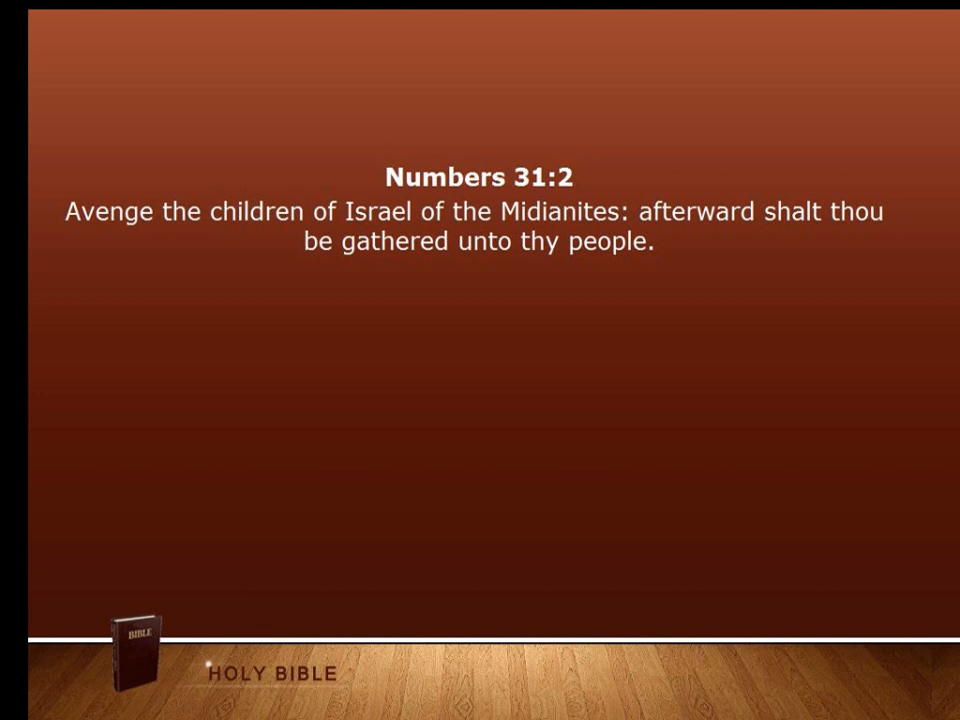 Numbers 31:2
Avenge the children of Israel of the Midianites: afterward shalt thou
be gathered unto thy people.
BIBLE
HOLY BIBLE